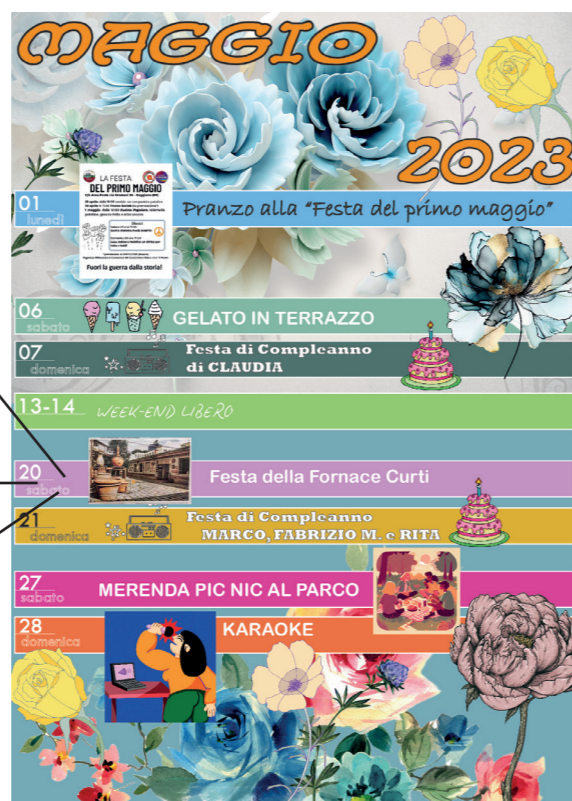 MAGGIO
2023
01
lunedì
LA FESTA
DEL PRIMO MAGGIO
Fuori la guerra dalla storia!
Pranzo alla "Festa del primo maggio"
06
sabato
GELATO IN TERRAZZO
07
domenica
Festa di Compleanno
di CLAUDIA
13-14
WEEK-END LIBERO
20
sabato
Festa della Fornace Curti
21
domenica
Festa di Compleanno
MARCO, FABRIZIO M. e RITA
27
sabato
MERENDA PIC NIC AL PARCO
28
domenica
KARAOKE